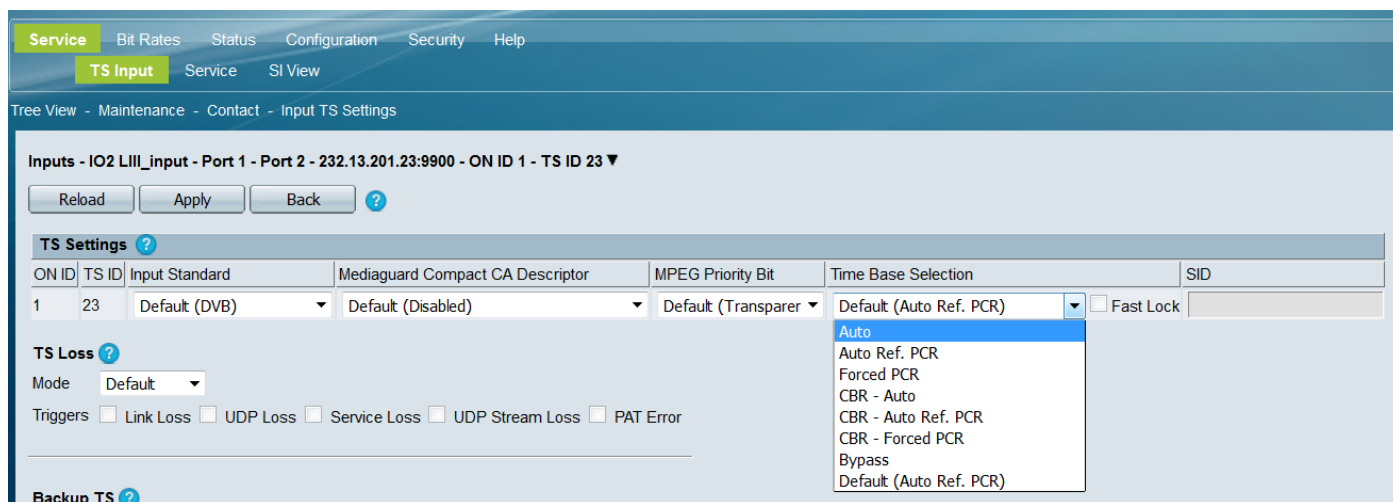 Service Bit Rates Status Configuration Security Help
TS Input Service SI View
Tree View - Maintenance - Contact - Input TS Settings
Inputs - IO2 LIII_input - Port 1 - Port 2 - 232.13.201.23:9900 - ON ID 1 - TS ID 23 ▼
Reload Apply Back ?
TS Settings ?
ON ID TS ID Input Standard Mediaguard Compact CA Descriptor MPEG Priority Bit Time Base Selection SID
1 23 Default (DVB) Default (Disabled) Default (Transparer Default (Auto Ref. PCR) Fast Lock
Auto
Auto Ref. PCR
Forced PCR
CBR - Auto
CBR - Auto Ref. PCR
CBR - Forced PCR
Bypass
Default (Auto Ref. PCR)
TS Loss ?
Mode Default
Triggers Link Loss UDP Loss Service Loss UDP Stream Loss PAT Error
Backup TS ?